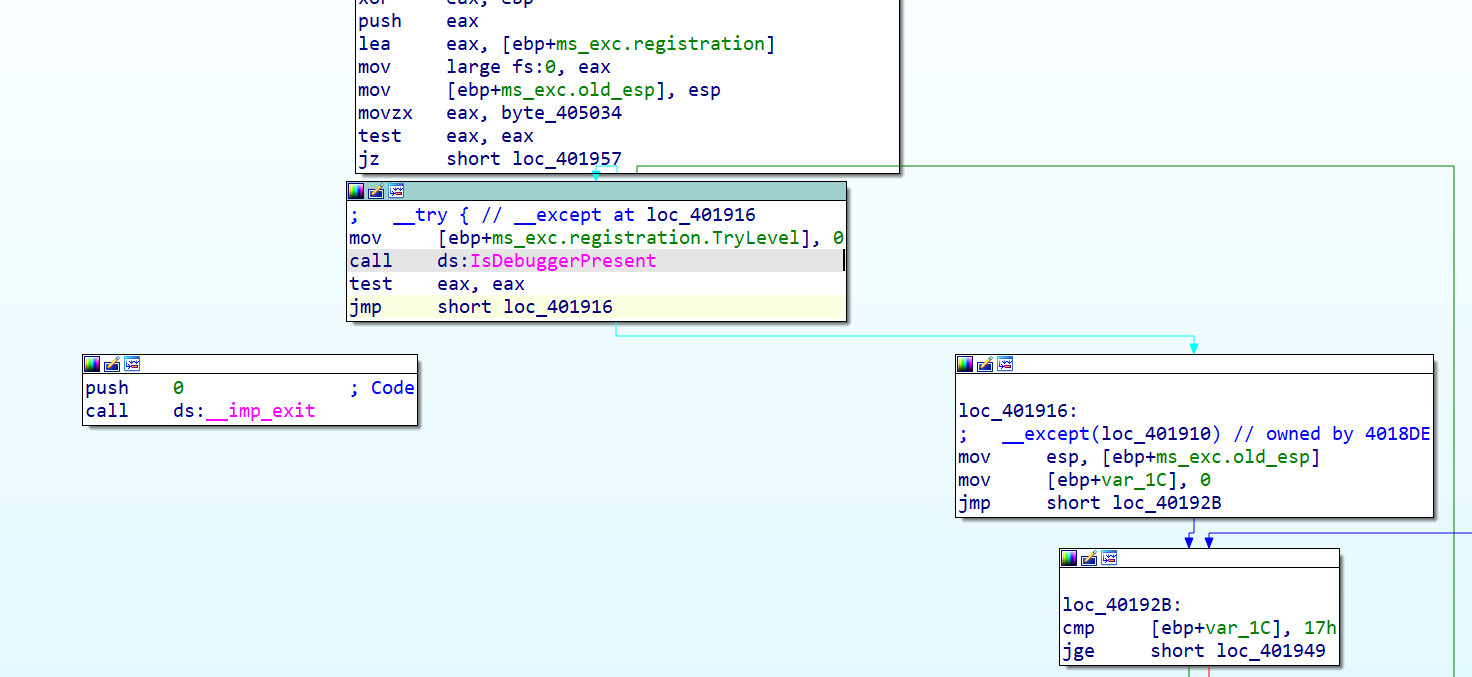 xor eax, ebp
push eax
lea eax, [ebp+ms_exc.registration]
mov large fs:0, eax
mov [ebp+ms_exc.old_esp], esp
movzx eax, byte_405034
test eax, eax
jz short loc_401957
; __try { // __except at loc_401916
mov [ebp+ms_exc.registration.TryLevel], 0
call ds:IsDebuggerPresent
test eax, eax
jmp short loc_401916
push 0 ; Code
call ds:__imp_exit
loc_401916:
; __except(loc_401910) // owned by 4018DE
mov esp, [ebp+ms_exc.old_esp]
mov [ebp+var_1C], 0
jmp short loc_40192B
loc_40192B:
cmp [ebp+var_1C], 17h
jge short loc_401949